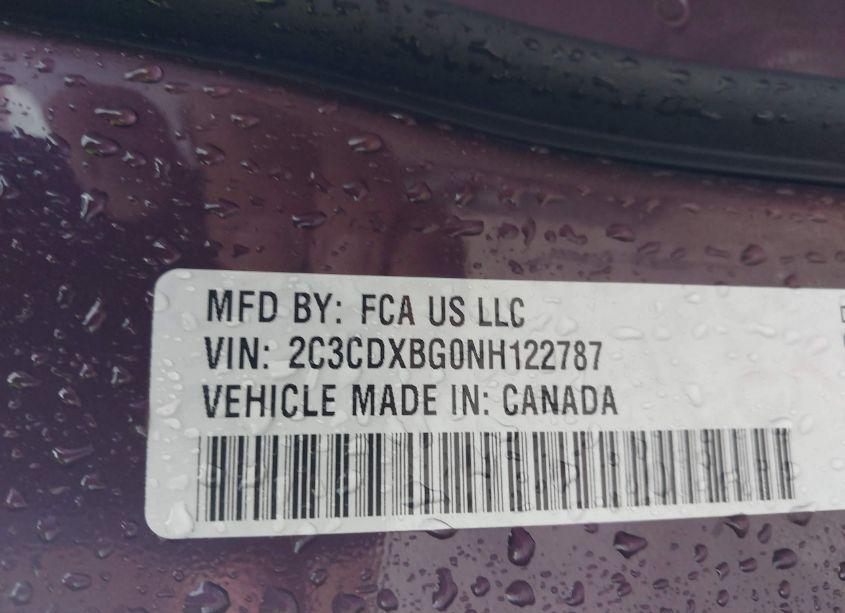 MFD BY: FCA US LLC
VIN: 2C3CDXBG0NH122787
VEHICLE MADE IN: CANADA